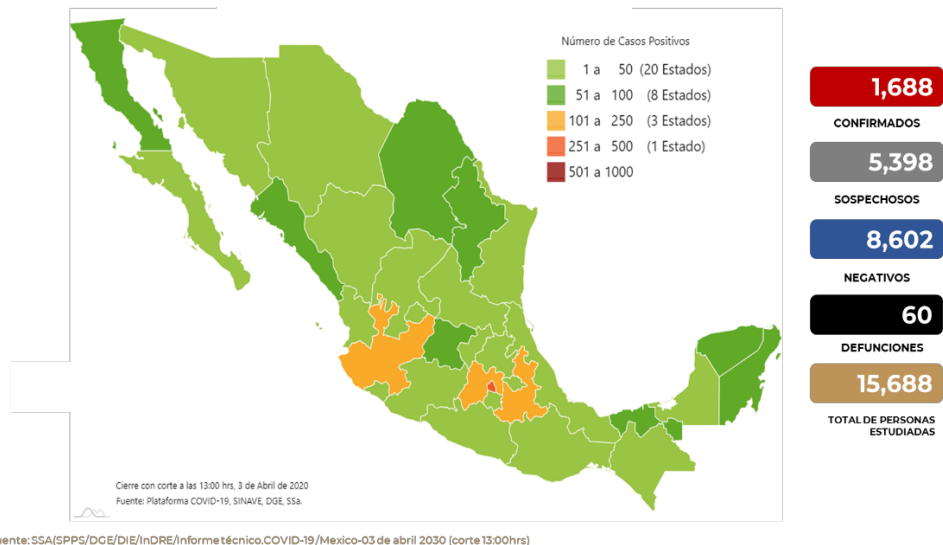 Número de Casos Positivos
1 a 50 (20 Estados)
51 a 100 (8 Estados)
101 a 250 (3 Estados)
251 a 500 (1 Estado)
501 a 1000
1,688
CONFIRMADOS
5,398
SOSPECHOSOS
8,602
NEGATIVOS
60
DEFUNCIONES
15,688
TOTAL DE PERSONAS
ESTUDIADAS
Cierre con corte a las 13:00 hrs, 3 de Abril de 2020
Fuente: Plataforma COVID-19, SINAVE, DGE, SSa.
uente: SSA(SPPS/DGE/DIE/InDRE/Informe técnico.COVID-19/Mexico-03 de abril 2030 (corte 13:00hrs)